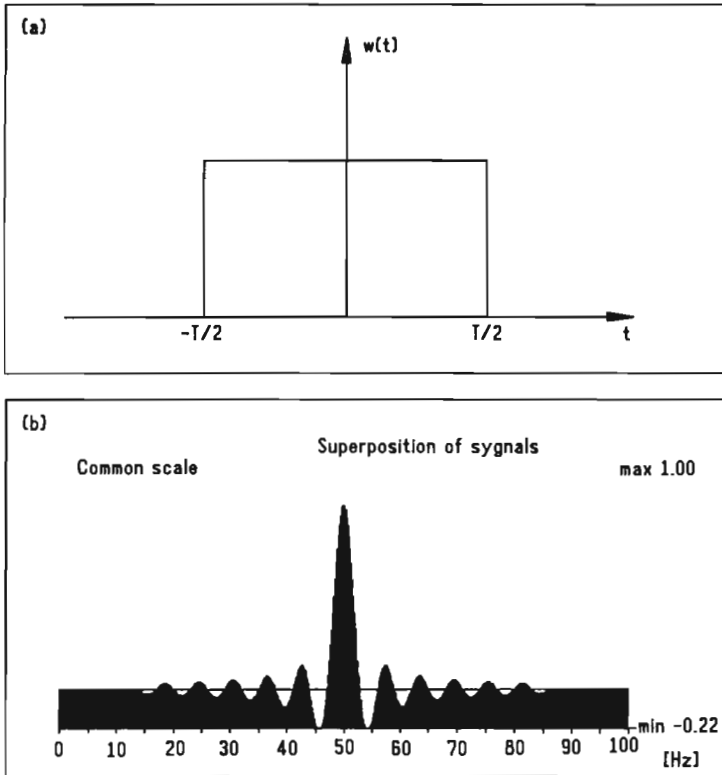 (a)
w(t)
-T/2
T/2
t
(b)
Superposition of sygnals
Common scale
max 1.00
min -0.22
0 10 20 30 40 50 60 70 80 90 100
[Hz]